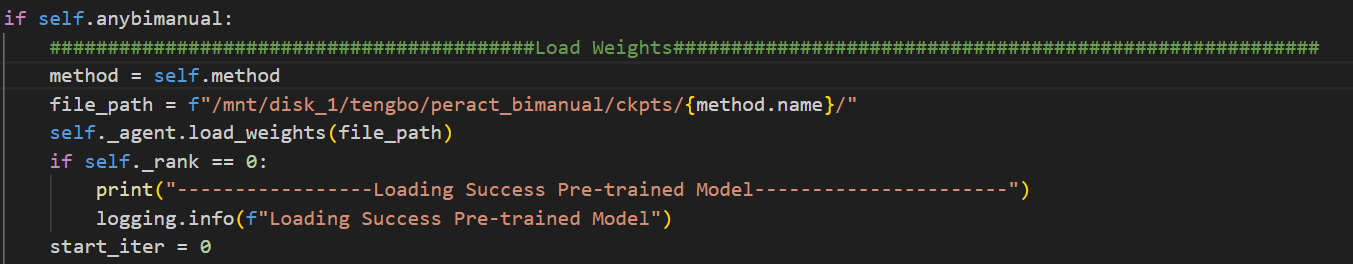 if self.anybimanual:
##########################################Load Weights########################################################
method = self.method
file_path = f"/mnt/disk_1/tengbo/peract_bimanual/ckpts/{method.name}/"
self._agent.load_weights(file_path)
if self._rank == 0:
print("-----------------Loading Success Pre-trained Model----------------------")
logging.info(f"Loading Success Pre-trained Model")
start_iter = 0